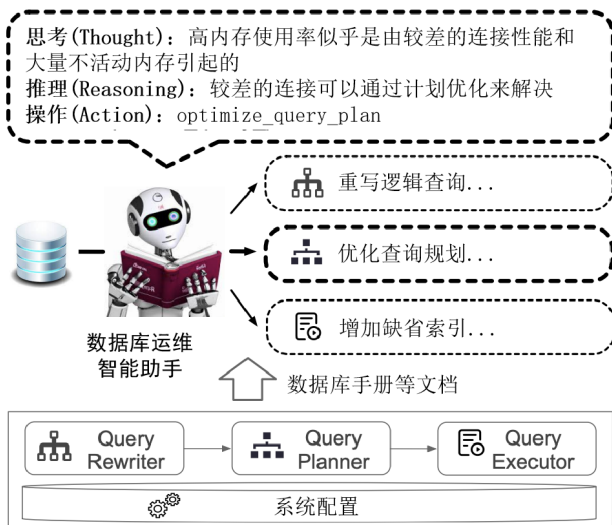 思考(Thought): 高内存使用率似乎是由较差的连接性能和
大量不活动内存引起的
推理(Reasoning): 较差的连接可以通过计划优化来解决
操作(Action): optimize_query_plan
重写逻辑查询...
优化查询规划...
增加缺省索引...
数据库运维
智能助手
数据库手册等文档
Query
Rewriter
Query
Planner
Query
Executor
系统配置